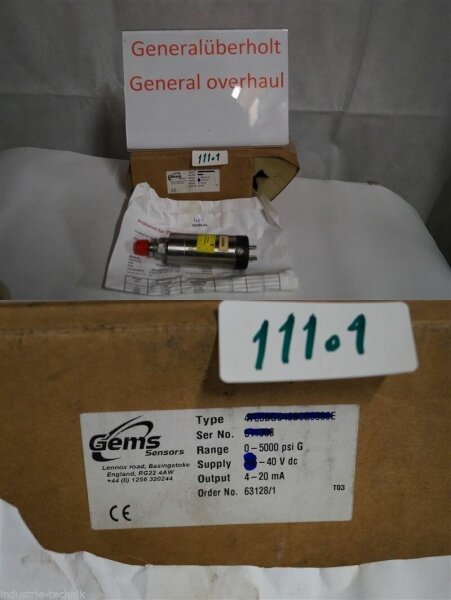 Generalüberholt
General overhaul
111.1
111.1
Gems
Sensors
Lennox road, Basingstoke
England, RG22 4AW
+44 (0) 1256 320244
CE
Type
Ser No.
Range 0-5000 psi G
Supply -40 V dc
Output 4-20 mA
Order No. 63128/1
T03
industrie-technik